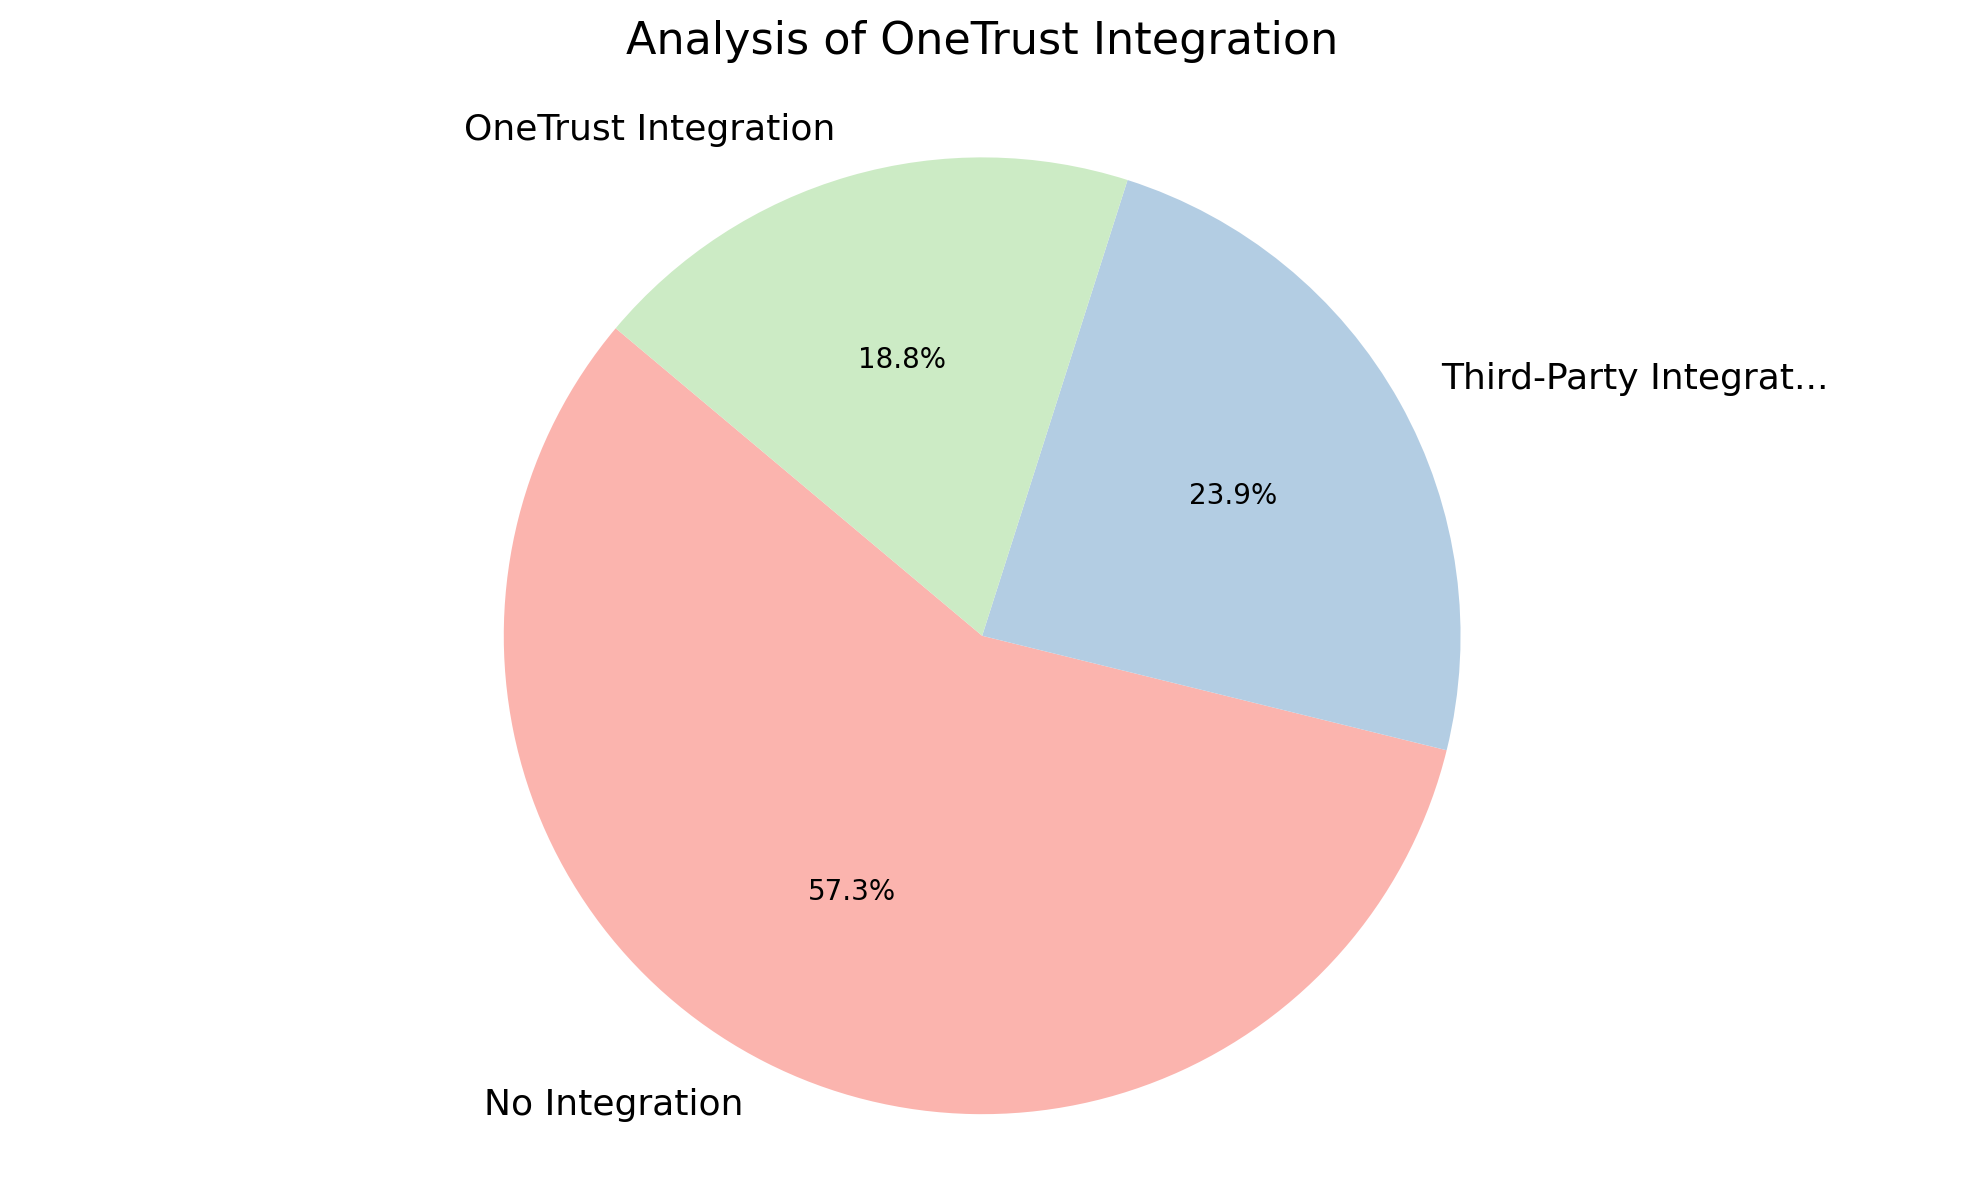 Analysis of OneTrust Integration
OneTrust Integration
18.8%
Third-Party Integrat...
23.9%
57.3%
No Integration